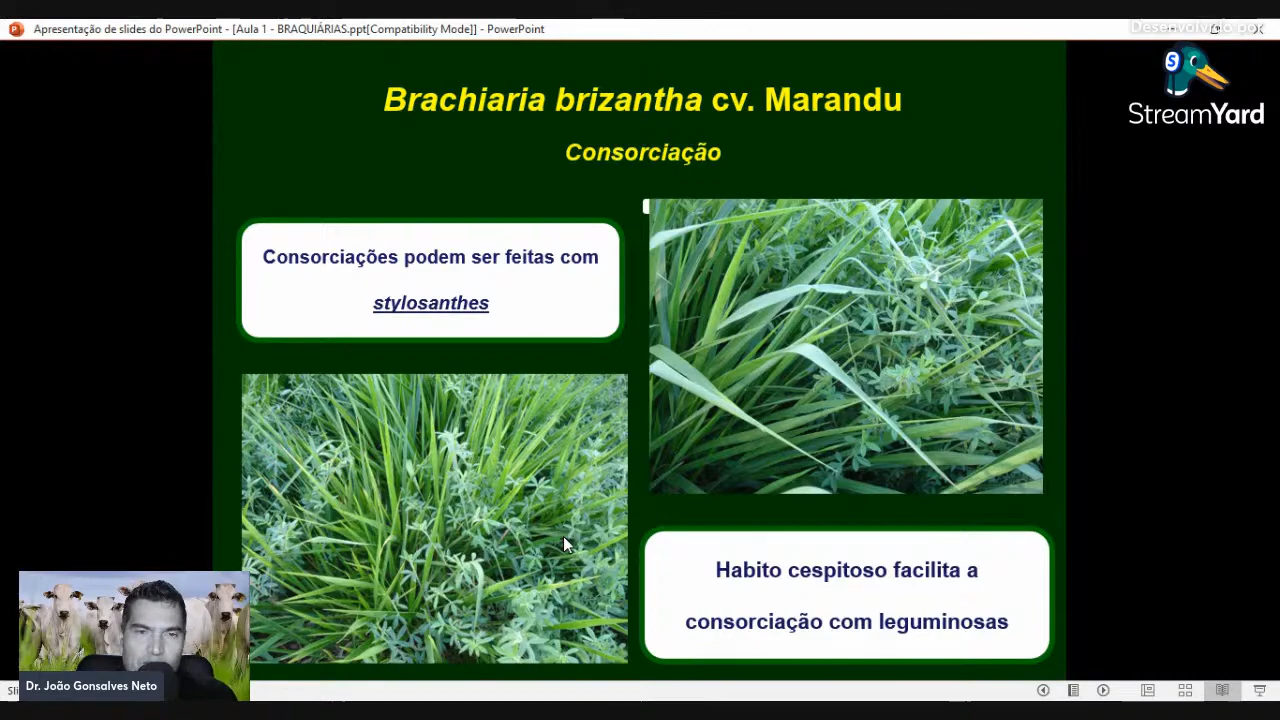 Apresentação de slides do PowerPoint - [Aula 1 - BRAQUIÁRIAS.ppt[Compatibility Mode]] - PowerPoint
StreamYard
Brachiaria brizantha cv. Marandu
Consorciação
Consorciações podem ser feitas com
stylosanthes
Habito cespitoso facilita a
consorciação com leguminosas
Dr. João Gonsalves Neto